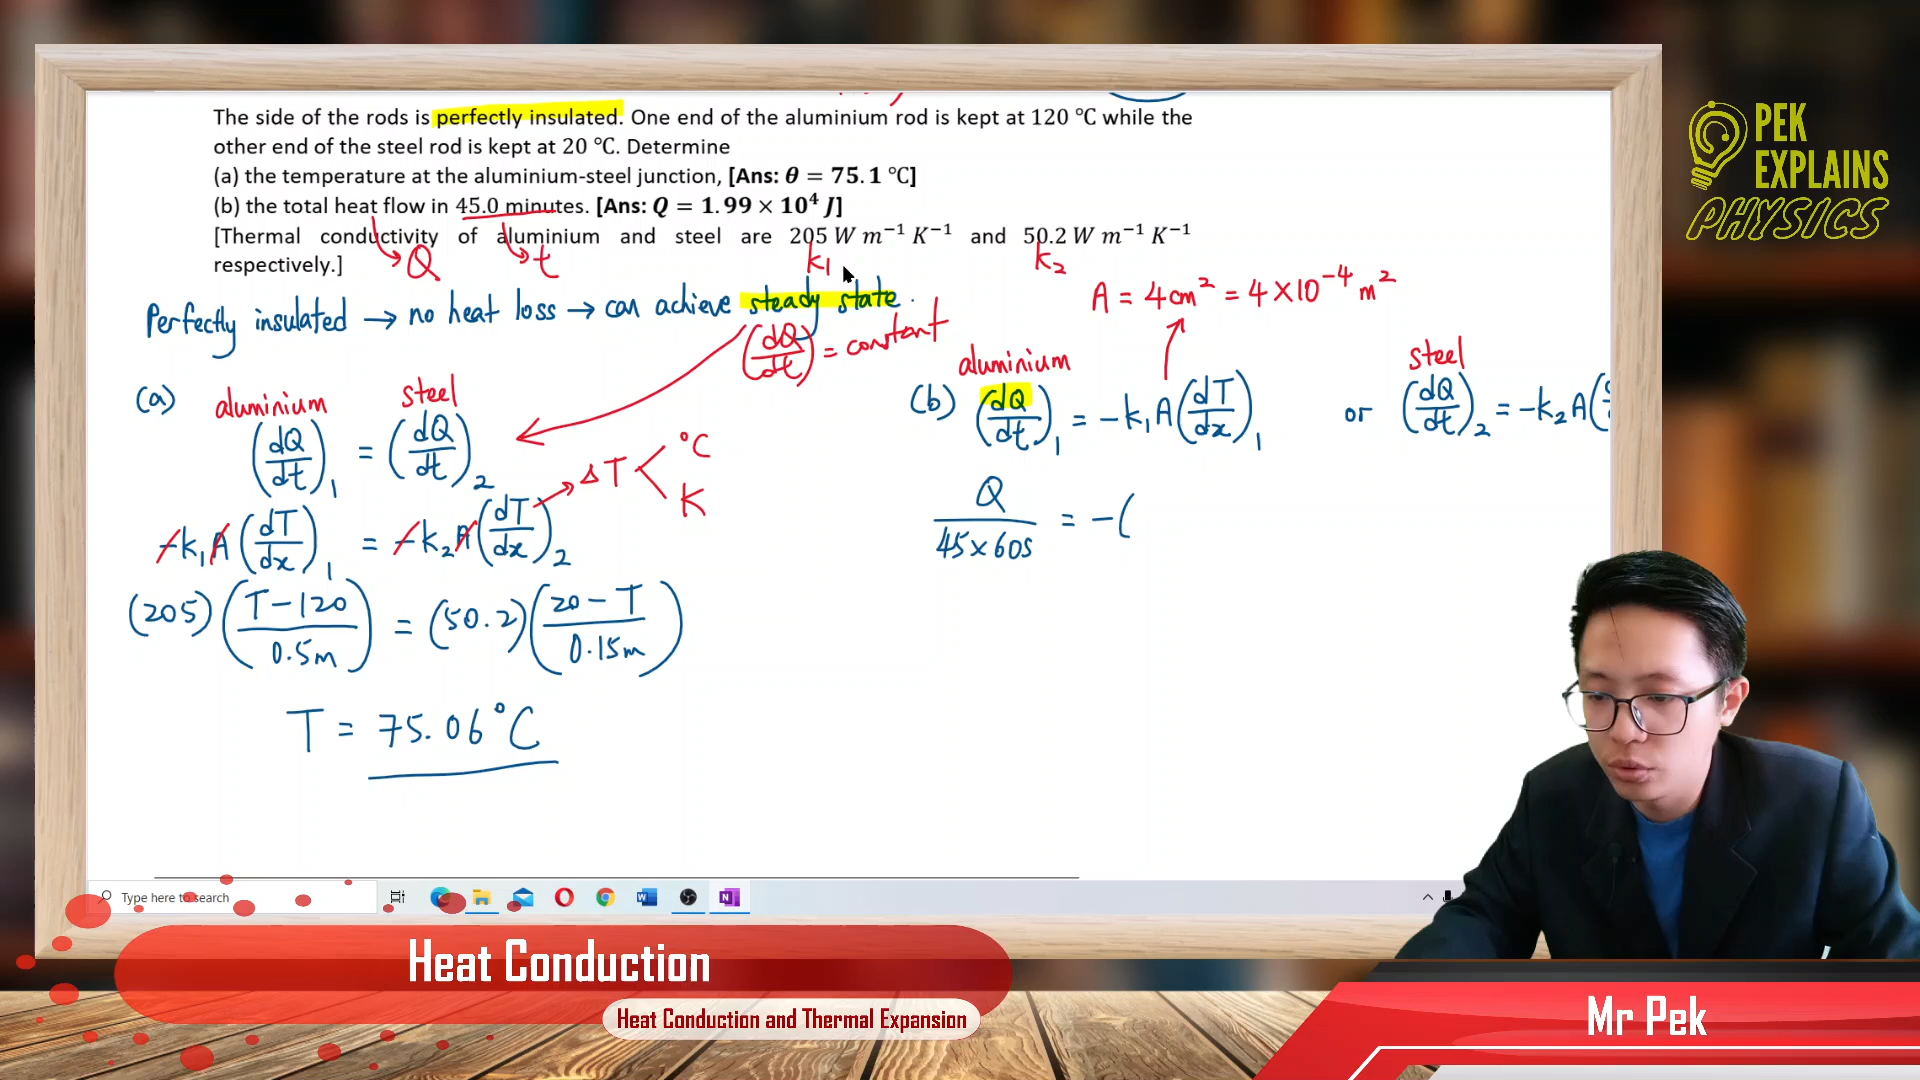 The side of the rods is perfectly insulated. One end of the aluminium rod is kept at 120 °C while the
other end of the steel rod is kept at 20 °C. Determine
(a) the temperature at the aluminium-steel junction, [Ans: θ = 75.1 °C]
(b) the total heat flow in 45.0 minutes. [Ans: Q = 1.99 × 10⁴ J]
[Thermal conductivity of aluminium and steel are 205 W m⁻¹ K⁻¹ and 50.2 W m⁻¹ K⁻¹
respectively.]
Q t k₁ k₂
Perfectly insulated → no heat loss → can achieve steady state.
(dQ/dt) = constant
A = 4cm² = 4×10⁻⁴ m²
(a)
aluminium steel
(dQ/dt)₁ = (dQ/dt)₂
-k₁A(dT/dx)₁ = -k₂A(dT/dx)₂ → ΔT < °C K
(205)(T-120/0.5m) = (50.2)(20-T/0.15m)
T = 75.06°C
(b)
aluminium steel
(dQ/dt)₁ = -k₁A(dT/dx)₁ or (dQ/dt)₂ = -k₂A(
Q/45×60s = -(
PEK
EXPLAINS
PHYSICS
Type here to search
Heat Conduction
Heat Conduction and Thermal Expansion
Mr Pek